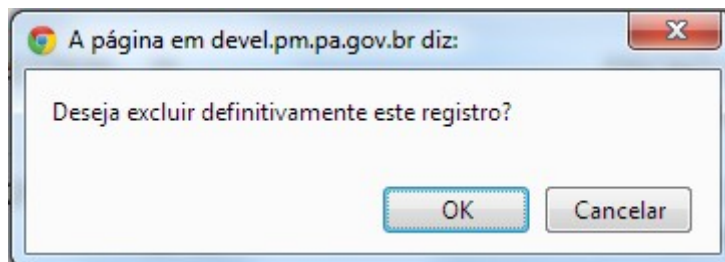 A página em devel.pm.pa.gov.br diz:
Deseja excluir definitivamente este registro?
OK Cancelar